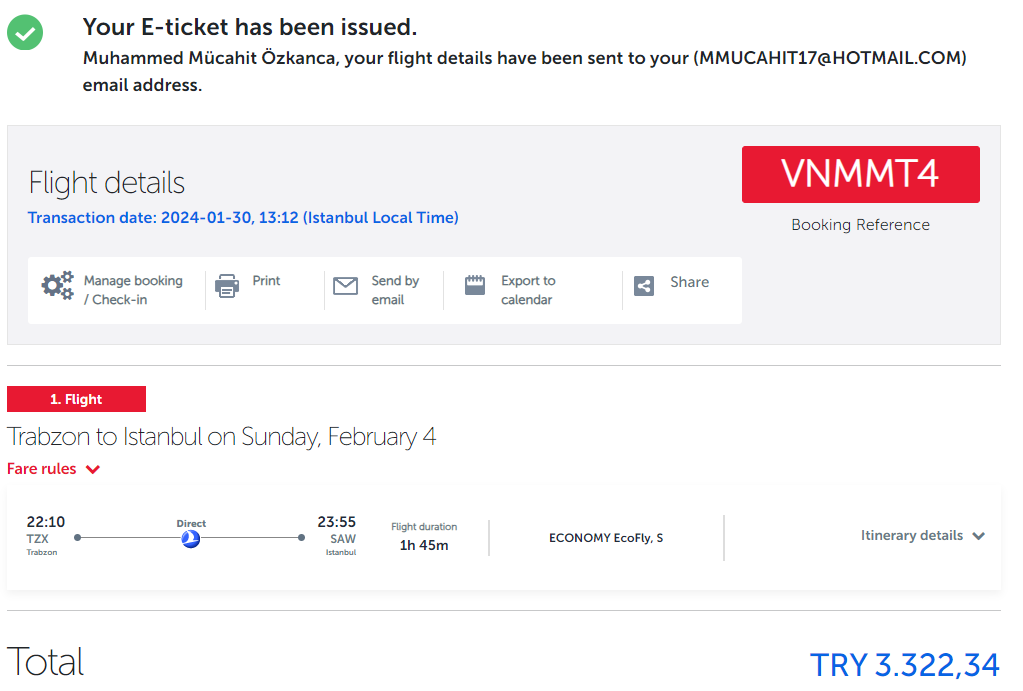 Your E-ticket has been issued.
Muhammed Mücahit Özkanca, your flight details have been sent to your (MMUCAHIT17@HOTMAIL.COM)
email address.
Flight details
Transaction date: 2024-01-30, 13:12 (Istanbul Local Time)
VNMMT4
Booking Reference
Manage booking
/ Check-in
Print
Send by
email
Export to
calendar
Share
1. Flight
Trabzon to Istanbul on Sunday, February 4
Fare rules
22:10
TZX
Trabzon
Direct
23:55
SAW
Istanbul
Flight duration
1h 45m
ECONOMY EcoFly, S
Itinerary details
Total
TRY 3.322,34